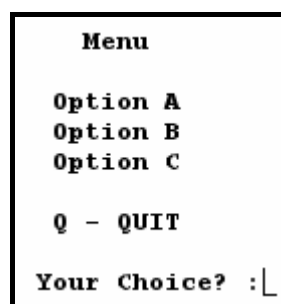 Menu
Option A
Option B
Option C
Q - QUIT
Your Choice? :